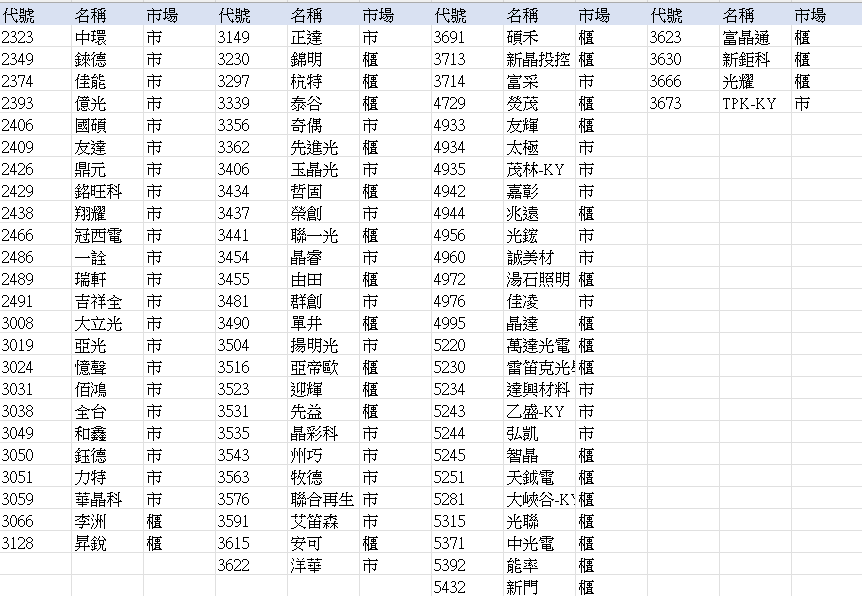 代號 名稱 市場 代號 名稱 市場 代號 名稱 市場 代號 名稱 市場
2323 中環 市 3149 正達 市 3691 碩禾 櫃 3623 富晶通 櫃
2349 錸德 市 3230 錦明 櫃 3713 新晶投控 櫃 3630 新鉅科 櫃
2374 佳能 市 3297 杭特 櫃 3714 富采 市 3666 光耀 櫃
2393 億光 市 3339 泰谷 櫃 4729 熒茂 櫃 3673 TPK-KY 市
2406 國碩 市 3356 奇偶 市 4933 友輝 櫃
2409 友達 市 3362 先進光 櫃 4934 太極 市
2426 鼎元 市 3406 玉晶光 市 4935 茂林-KY 市
2429 銘旺科 市 3434 哲固 櫃 4942 嘉彰 市
2438 翔耀 市 3437 榮創 市 4944 兆遠 櫃
2466 冠西電 市 3441 聯一光 櫃 4956 光鋐 市
2486 一詮 市 3454 晶睿 市 4960 誠美材 市
2489 瑞軒 市 3455 由田 櫃 4972 湯石照明 櫃
2491 吉祥全 市 3481 群創 市 4976 佳凌 市
3008 大立光 市 3490 單井 櫃 4995 晶達 櫃
3019 亞光 市 3504 揚明光 市 5220 萬達光電 櫃
3024 憶聲 市 3516 亞帝歐 櫃 5230 雷笛克光 櫃
3031 佰鴻 市 3523 迎輝 櫃 5234 達興材料 市
3038 全台 市 3531 先益 櫃 5243 乙盛-KY 市
3049 和鑫 市 3535 晶彩科 市 5244 弘凱 市
3050 鈺德 市 3543 州巧 市 5245 智晶 櫃
3051 力特 市 3563 牧德 市 5251 天鉞電 櫃
3059 華晶科 市 3576 聯合再生 市 5281 大峽谷-KY 櫃
3066 李洲 櫃 3591 艾笛森 市 5315 光聯 櫃
3128 昇銳 櫃 3615 安可 櫃 5371 中光電 櫃
3622 洋華 市 5392 能率 櫃
5432 新門 櫃